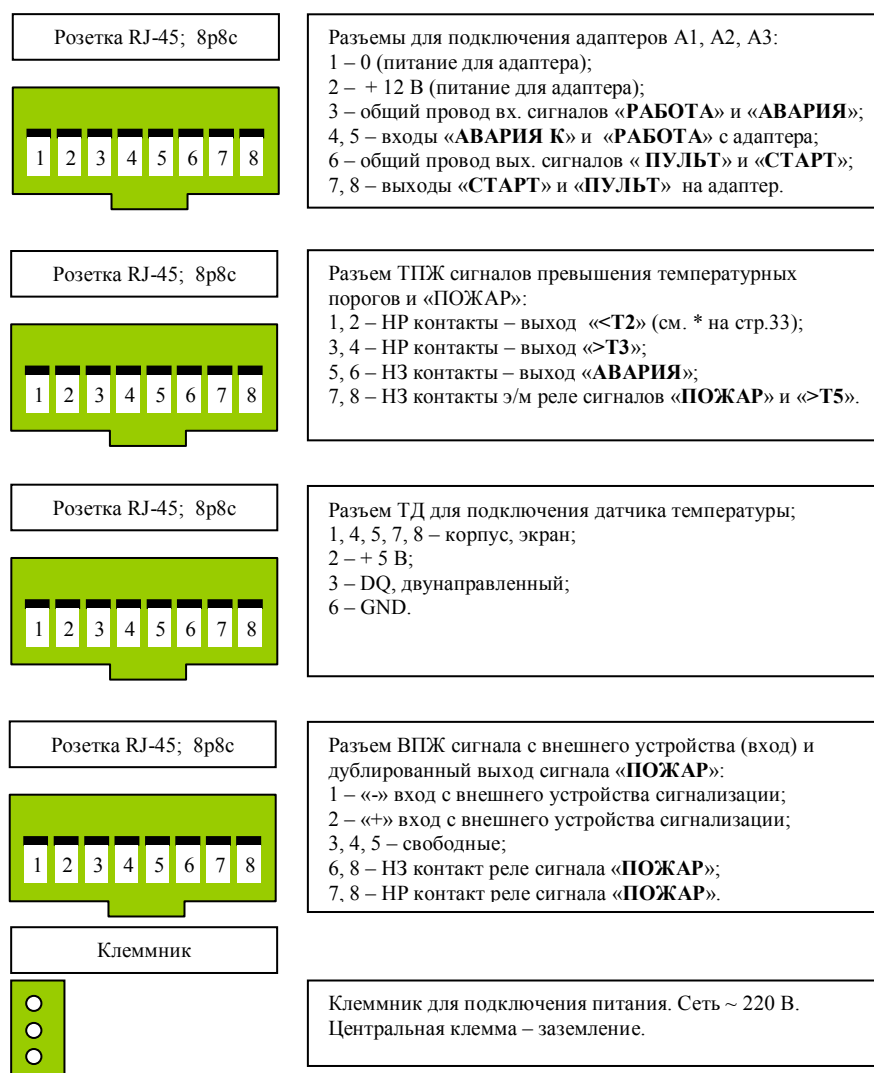 Розетка RJ-45; 8р8с
1 2 3 4 5 6 7 8
Разъемы для подключения адаптеров А1, А2, А3:
1 – 0 (питание для адаптера);
2 – + 12 В (питание для адаптера);
3 – общий провод вх. сигналов «РАБОТА» и «АВАРИЯ»;
4, 5 – входы «АВАРИЯ К» и «РАБОТА» с адаптера;
6 – общий провод вых. сигналов « ПУЛЬТ» и «СТАРТ»;
7, 8 – выходы «СТАРТ» и «ПУЛЬТ» на адаптер.
Розетка RJ-45; 8р8с
1 2 3 4 5 6 7 8
Разъем ТПЖ сигналов превышения температурных
порогов и «ПОЖАР»:
1, 2 – НР контакты – выход «<Т2» (см. * на стр.33);
3, 4 – НР контакты – выход «>Т3»;
5, 6 – НЗ контакты – выход «АВАРИЯ»;
7, 8 – НЗ контакты э/м реле сигналов «ПОЖАР» и «>Т5».
Розетка RJ-45; 8р8с
1 2 3 4 5 6 7 8
Разъем ТД для подключения датчика температуры;
1, 4, 5, 7, 8 – корпус, экран;
2 – + 5 В;
3 – DQ, двунаправленный;
6 – GND.
Розетка RJ-45; 8р8с
1 2 3 4 5 6 7 8
Разъем ВПЖ сигнала с внешнего устройства (вход) и
дублированный выход сигнала «ПОЖАР»:
1 – «-» вход с внешнего устройства сигнализации;
2 – «+» вход с внешнего устройства сигнализации;
3, 4, 5 – свободные;
6, 8 – НЗ контакт реле сигнала «ПОЖАР»;
7, 8 – НР контакт реле сигнала «ПОЖАР».
Клеммник
Клеммник для подключения питания. Сеть ~ 220 В.
Центральная клемма – заземление.